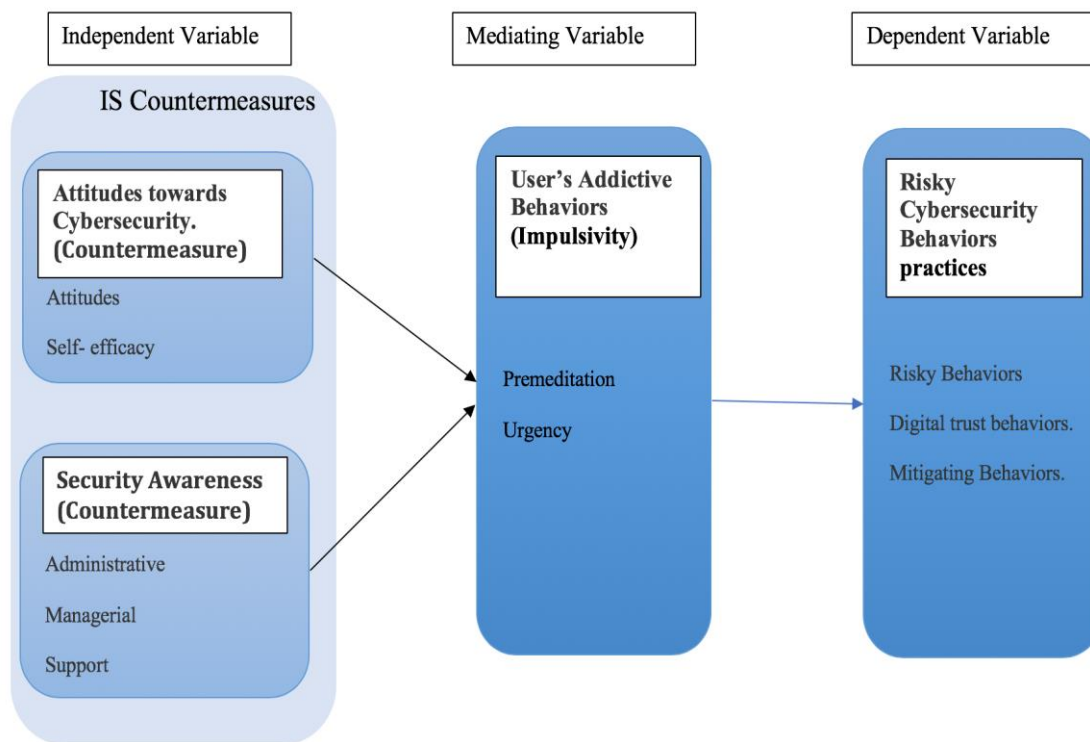 Independent Variable
Mediating Variable
Dependent Variable
IS Countermeasures
Attitudes towards
Cybersecurity.
(Countermeasure)
Attitudes
Self- efficacy
Security Awareness
(Countermeasure)
Administrative
Managerial
Support
User’s Addictive
Behaviors
(Impulsivity)
Premeditation
Urgency
Risky
Cybersecurity
Behaviors
practices
Risky Behaviors
Digital trust behaviors.
Mitigating Behaviors.